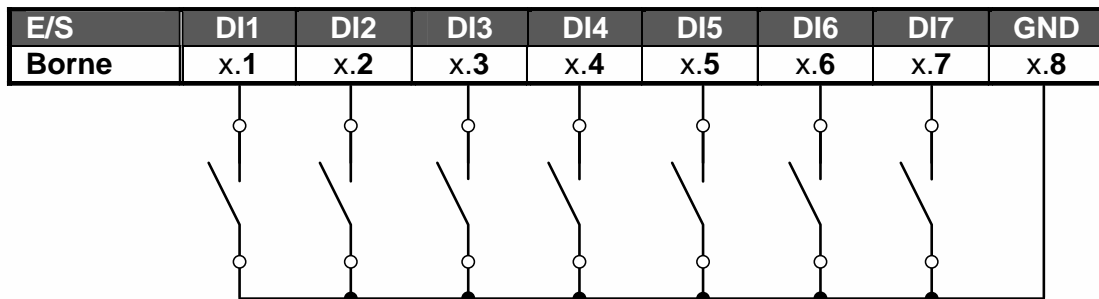 E/S DI1 DI2 DI3 DI4 DI5 DI6 DI7 GND
Borne x.1 x.2 x.3 x.4 x.5 x.6 x.7 x.8